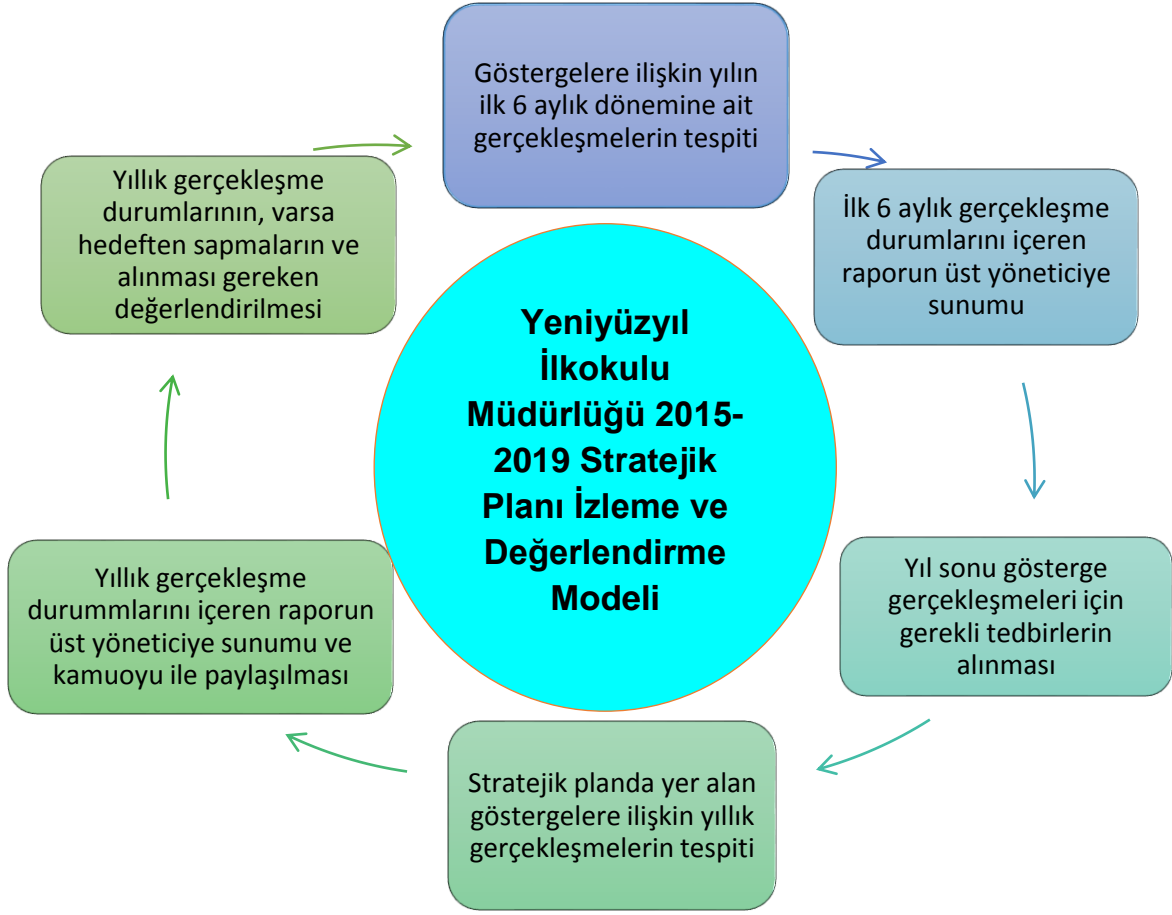 Göstergelere ilişkin yılın
ilk 6 aylık dönemine ait
gerçekleşmelerin tespiti
İlk 6 aylık gerçekleşme
durumlarını içeren
raporun üst yöneticiye
sunumu
Yıl sonu gösterge
gerçekleşmeleri için
gerekli tedbirlerin
alınması
Stratejik planda yer alan
göstergelere ilişkin yıllık
gerçekleşmelerin tespiti
Yıllık gerçekleşme
durummlarını içeren raporun
üst yöneticiye sunumu ve
kamuoyu ile paylaşılması
Yıllık gerçekleşme
durumlarının, varsa
hedeften sapmaların ve
alınması gereken
değerlendirilmesi
Yeniyüzyıl
İlkokulu
Müdürlüğü 2015-
2019 Stratejik
Planı İzleme ve
Değerlendirme
Modeli